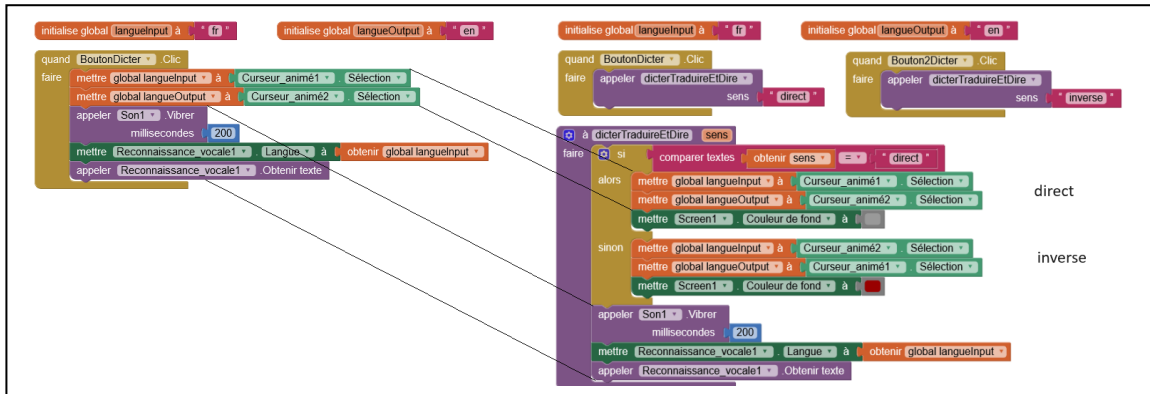 initialise global langueInput à " fr "
initialise global langueOutput à " en "
quand BoutonDicter .Clic
faire mettre global langueInput à Curseur_animé1 . Sélection
mettre global langueOutput à Curseur_animé2 . Sélection
appeler Son1 .Vibrer
millisecondes 200
mettre Reconnaissance_vocale1 . Langue à obtenir global langueInput
appeler Reconnaissance_vocale1 .Obtenir texte
initialise global langueInput à " fr "
initialise global langueOutput à " en "
quand BoutonDicter .Clic
faire appeler dicterTraduireEtDire
sens " direct "
quand Bouton2Dicter .Clic
faire appeler dicterTraduireEtDire
sens " inverse "
à dicterTraduireEtDire sens
faire si comparer textes obtenir sens = " direct "
alors mettre global langueInput à Curseur_animé1 . Sélection
mettre global langueOutput à Curseur_animé2 . Sélection
mettre Screen1 . Couleur de fond à
direct
sinon mettre global langueInput à Curseur_animé2 . Sélection
mettre global langueOutput à Curseur_animé1 . Sélection
mettre Screen1 . Couleur de fond à
inverse
appeler Son1 .Vibrer
millisecondes 200
mettre Reconnaissance_vocale1 . Langue à obtenir global langueInput
appeler Reconnaissance_vocale1 .Obtenir texte